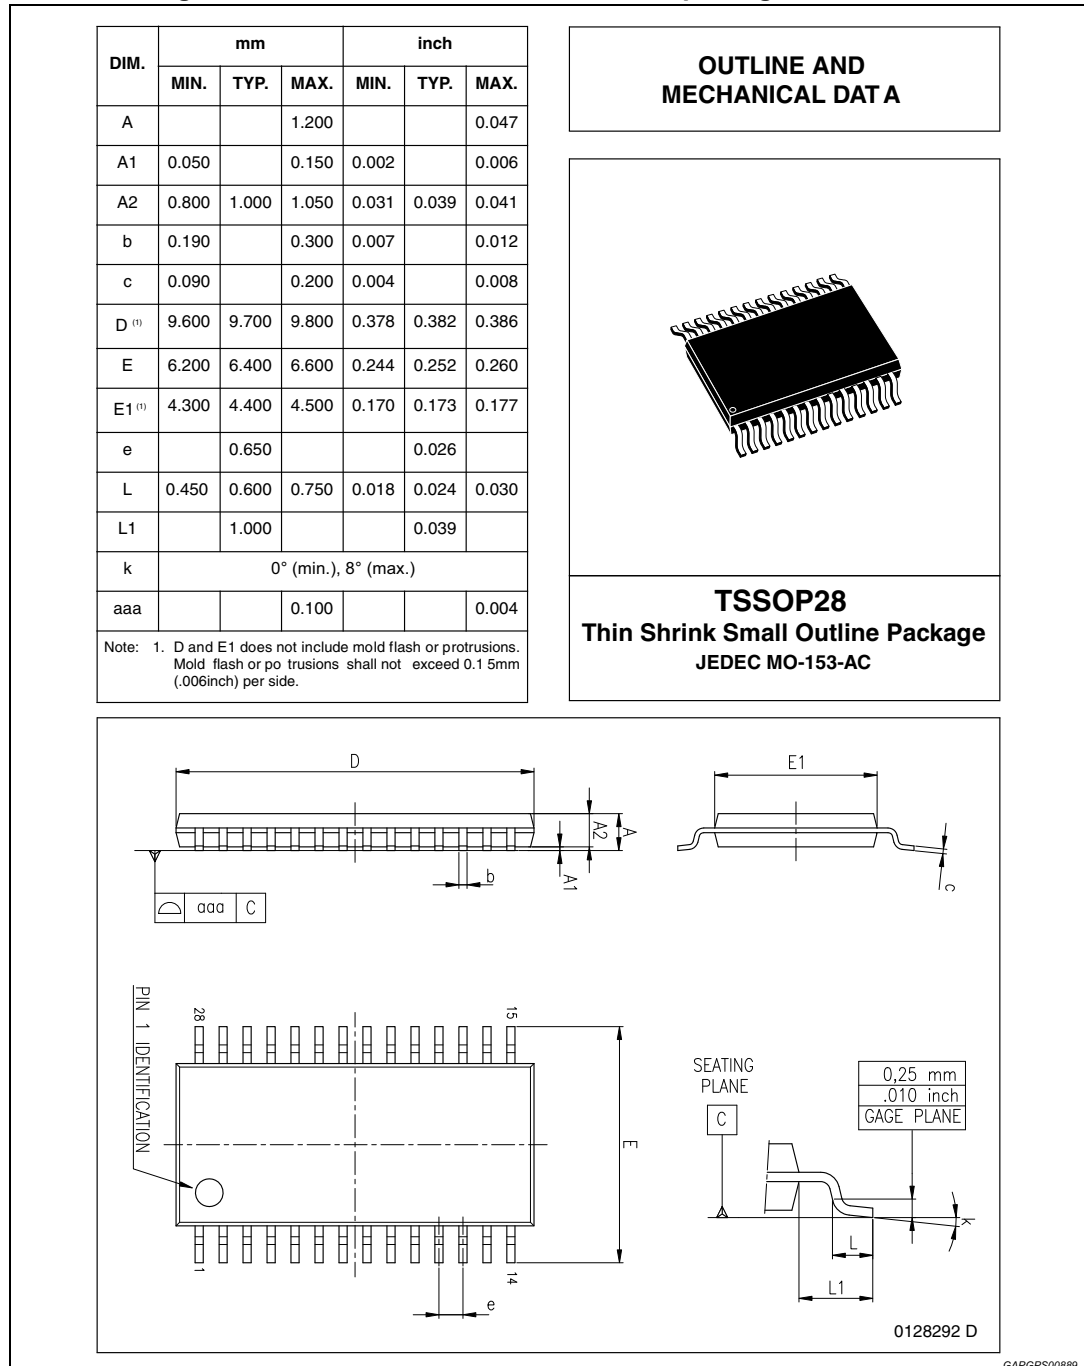 DIM. mm inch
MIN. TYP. MAX. MIN. TYP. MAX.
A 1.200 0.047
A1 0.050 0.150 0.002 0.006
A2 0.800 1.000 1.050 0.031 0.039 0.041
b 0.190 0.300 0.007 0.012
c 0.090 0.200 0.004 0.008
D (1) 9.600 9.700 9.800 0.378 0.382 0.386
E 6.200 6.400 6.600 0.244 0.252 0.260
E1 (1) 4.300 4.400 4.500 0.170 0.173 0.177
e 0.650 0.026
L 0.450 0.600 0.750 0.018 0.024 0.030
L1 1.000 0.039
k 0° (min.), 8° (max.)
aaa 0.100 0.004
Note: 1. D and E1 does not include mold flash or protrusions.
Mold flash or po trusions shall not exceed 0.1 5mm
(.006inch) per side.
OUTLINE AND
MECHANICAL DAT A
TSSOP28
Thin Shrink Small Outline Package
JEDEC MO-153-AC
D
A2
A
b
A1
aaa C
E1
c
PIN 1 IDENTIFICATION
28
15
E
1
14
e
SEATING
PLANE
C
0,25 mm
.010 inch
GAGE PLANE
k
L
L1
0128292 D
GAPGPS00889